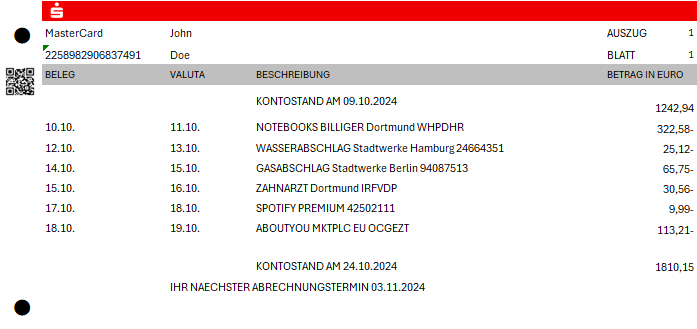 MasterCard John AUSZUG 1
2258982906837491 Doe BLATT 1
BELEG VALUTA BESCHREIBUNG BETRAG IN EURO
KONTOSTAND AM 09.10.2024 1242,94
10.10. 11.10. NOTEBOOKS BILLIGER Dortmund WHPDHR 322,58-
12.10. 13.10. WASSERABSCHLAG Stadtwerke Hamburg 24664351 25,12-
14.10. 15.10. GASABSCHLAG Stadtwerke Berlin 94087513 65,75-
15.10. 16.10. ZAHNARZT Dortmund IRFVDP 30,56-
17.10. 18.10. SPOTIFY PREMIUM 42502111 9,99-
18.10. 19.10. ABOUTYOU MKTPLC EU OCGEZT 113,21-
KONTOSTAND AM 24.10.2024 1810,15
IHR NAECHSTER ABRECHNUNGSTERMIN 03.11.2024